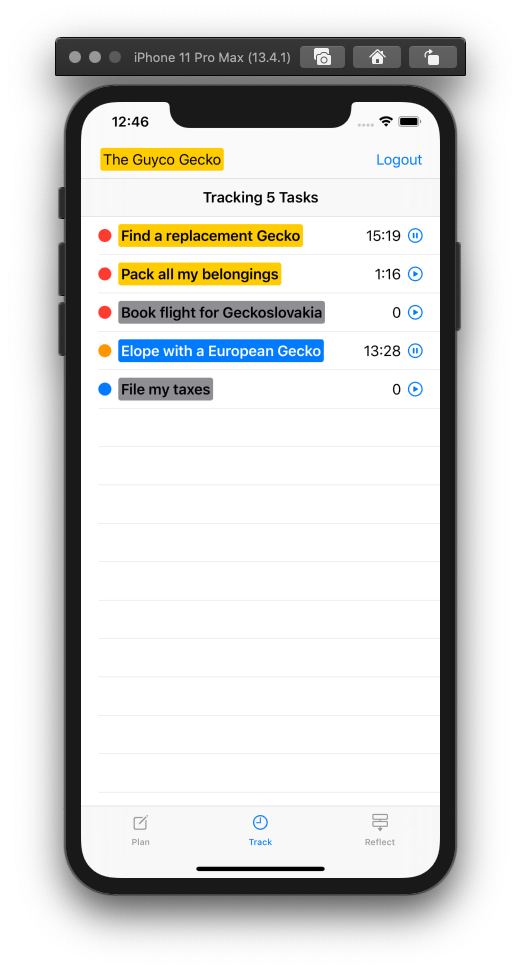 iPhone 11 Pro Max (13.4.1)
12:46
The Guyco Gecko Logout
Tracking 5 Tasks
Find a replacement Gecko 15:19
Pack all my belongings 1:16
Book flight for Geckoslovakia 0
Elope with a European Gecko 13:28
File my taxes 0
Plan Track Reflect